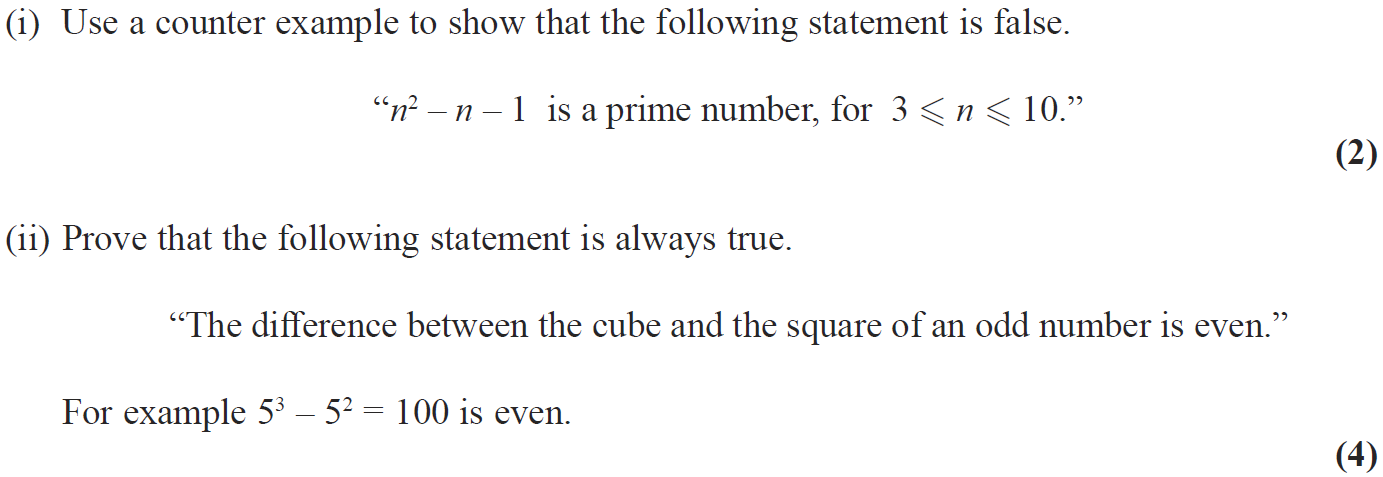 (i) Use a counter example to show that the following statement is false.
“n² – n – 1 is a prime number, for 3 ⩽ n ⩽ 10.”
(2)
(ii) Prove that the following statement is always true.
“The difference between the cube and the square of an odd number is even.”
For example 5³ – 5² = 100 is even.
(4)